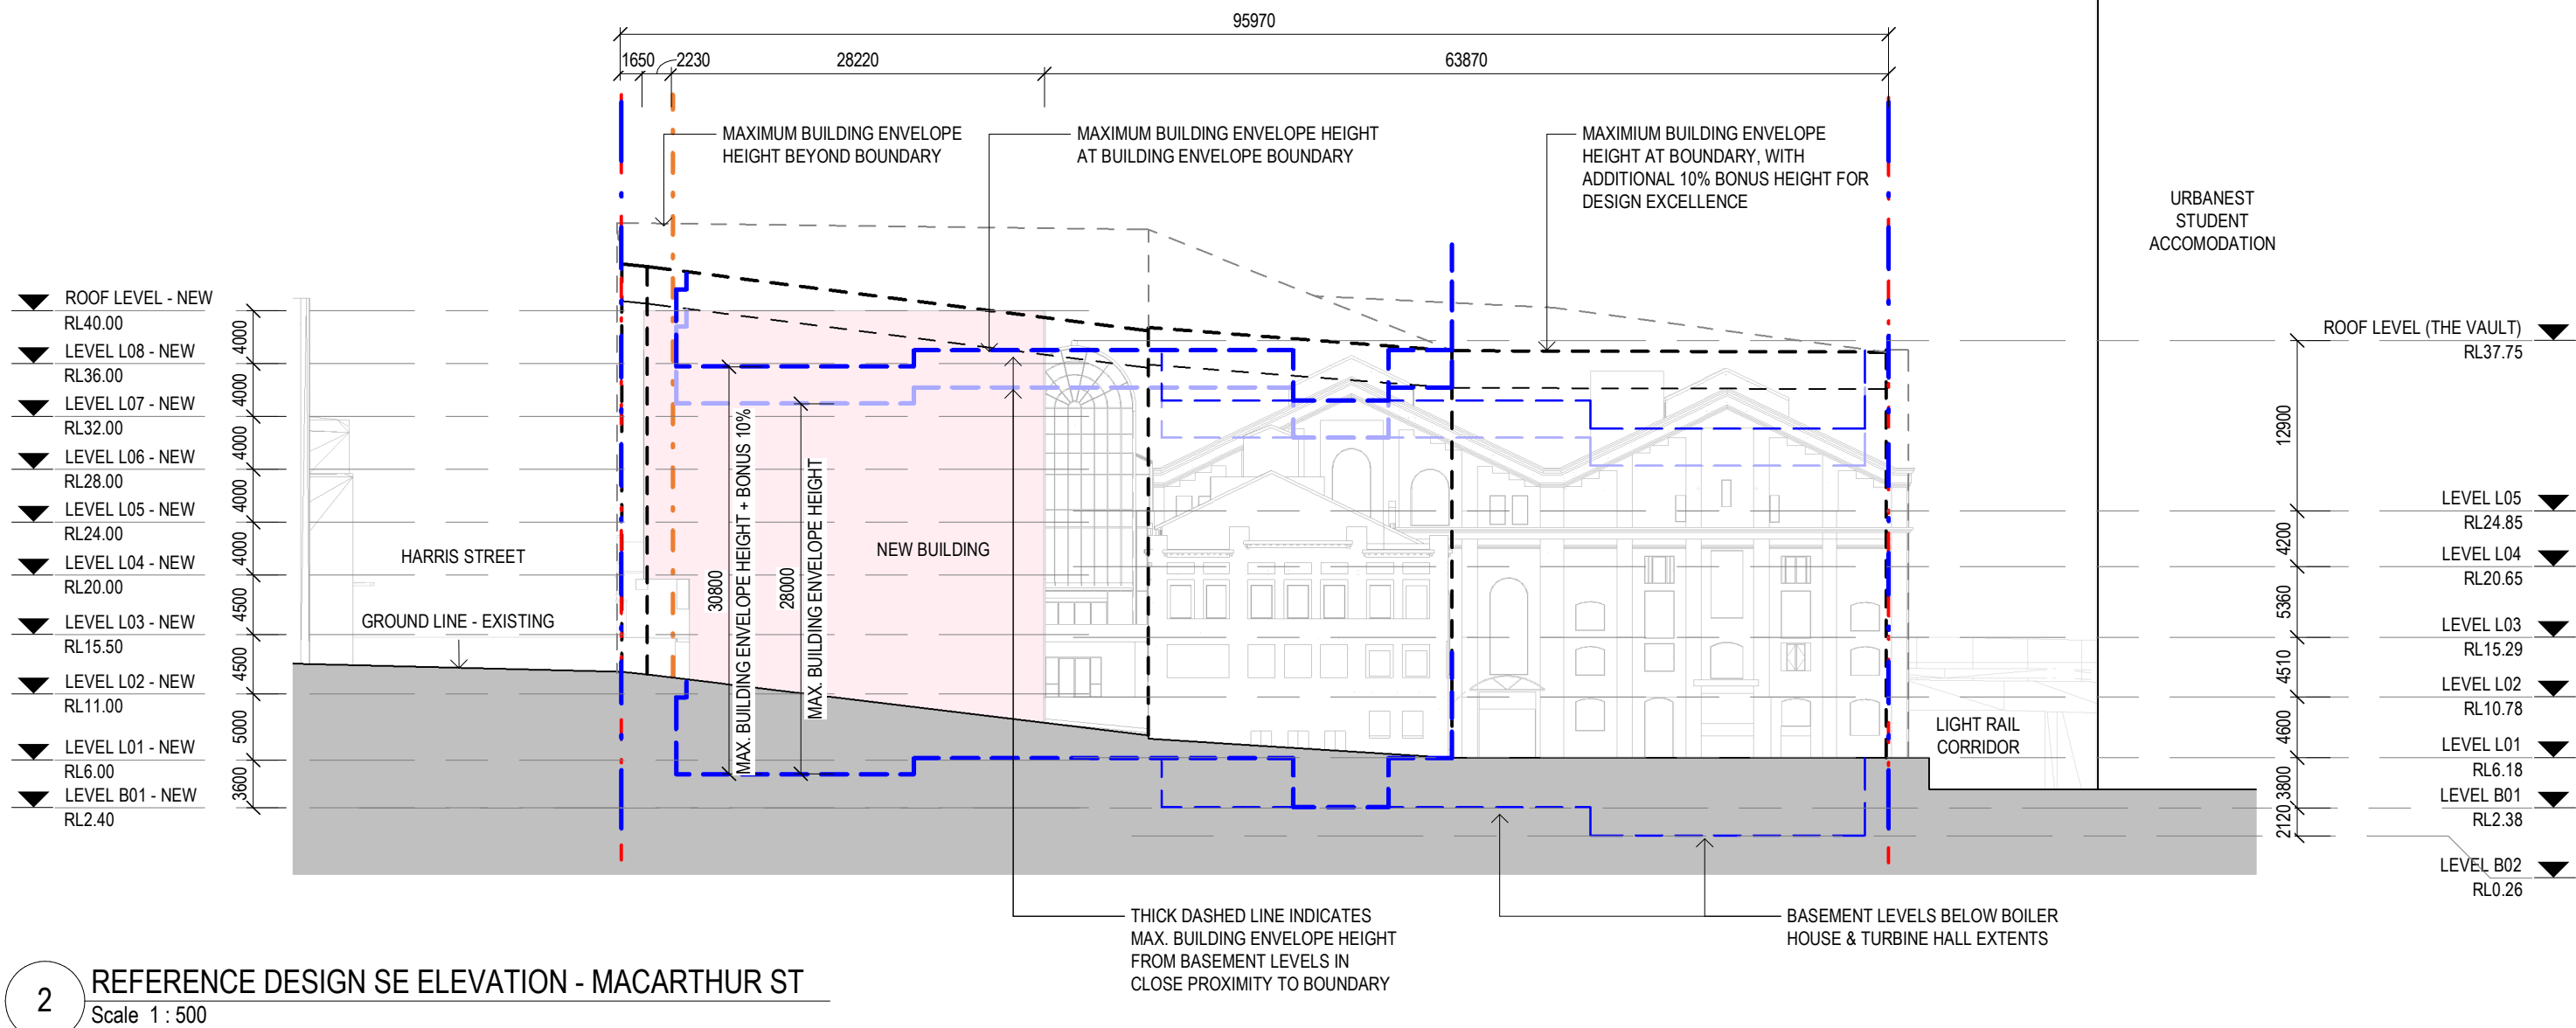 95970
1650
2230
28220
63870
MAXIMUM BUILDING ENVELOPE
HEIGHT BEYOND BOUNDARY
MAXIMUM BUILDING ENVELOPE HEIGHT
AT BUILDING ENVELOPE BOUNDARY
MAXIMIUM BUILDING ENVELOPE
HEIGHT AT BOUNDARY, WITH
ADDITIONAL 10% BONUS HEIGHT FOR
DESIGN EXCELLENCE
URBANEST
STUDENT
ACCOMODATION
ROOF LEVEL - NEW
RL40.00
4000
LEVEL L08 - NEW
RL36.00
4000
LEVEL L07 - NEW
RL32.00
4000
LEVEL L06 - NEW
RL28.00
4000
LEVEL L05 - NEW
RL24.00
4000
LEVEL L04 - NEW
RL20.00
4500
LEVEL L03 - NEW
RL15.50
4500
LEVEL L02 - NEW
RL11.00
5000
LEVEL L01 - NEW
RL6.00
3600
LEVEL B01 - NEW
RL2.40
HARRIS STREET
GROUND LINE - EXISTING
30800
MAX. BUILDING ENVELOPE HEIGHT + BONUS 10%
28000
MAX. BUILDING ENVELOPE HEIGHT
NEW BUILDING
LIGHT RAIL
CORRIDOR
ROOF LEVEL (THE VAULT)
RL37.75
12900
LEVEL L05
RL24.85
4200
LEVEL L04
RL20.65
5360
LEVEL L03
RL15.29
4510
LEVEL L02
RL10.78
4600
LEVEL L01
RL6.18
3800
LEVEL B01
RL2.38
2120
LEVEL B02
RL0.26
THICK DASHED LINE INDICATES
MAX. BUILDING ENVELOPE HEIGHT
FROM BASEMENT LEVELS IN
CLOSE PROXIMITY TO BOUNDARY
BASEMENT LEVELS BELOW BOILER
HOUSE & TURBINE HALL EXTENTS
2
REFERENCE DESIGN SE ELEVATION - MACARTHUR ST
Scale 1 : 500